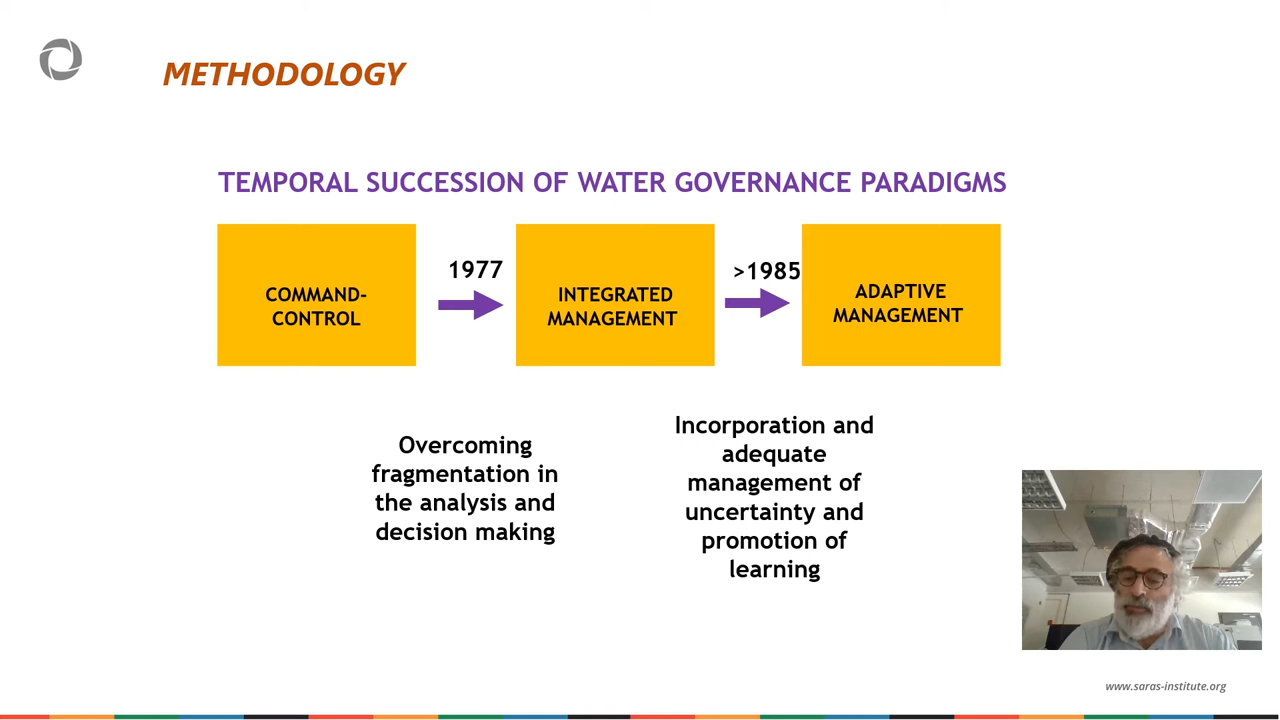 METHODOLOGY
TEMPORAL SUCCESSION OF WATER GOVERNANCE PARADIGMS
COMMAND-
CONTROL
1977
INTEGRATED
MANAGEMENT
>1985
ADAPTIVE
MANAGEMENT
Overcoming
fragmentation in
the analysis and
decision making
Incorporation and
adequate
management of
uncertainty and
promotion of
learning
www.saras-institute.org